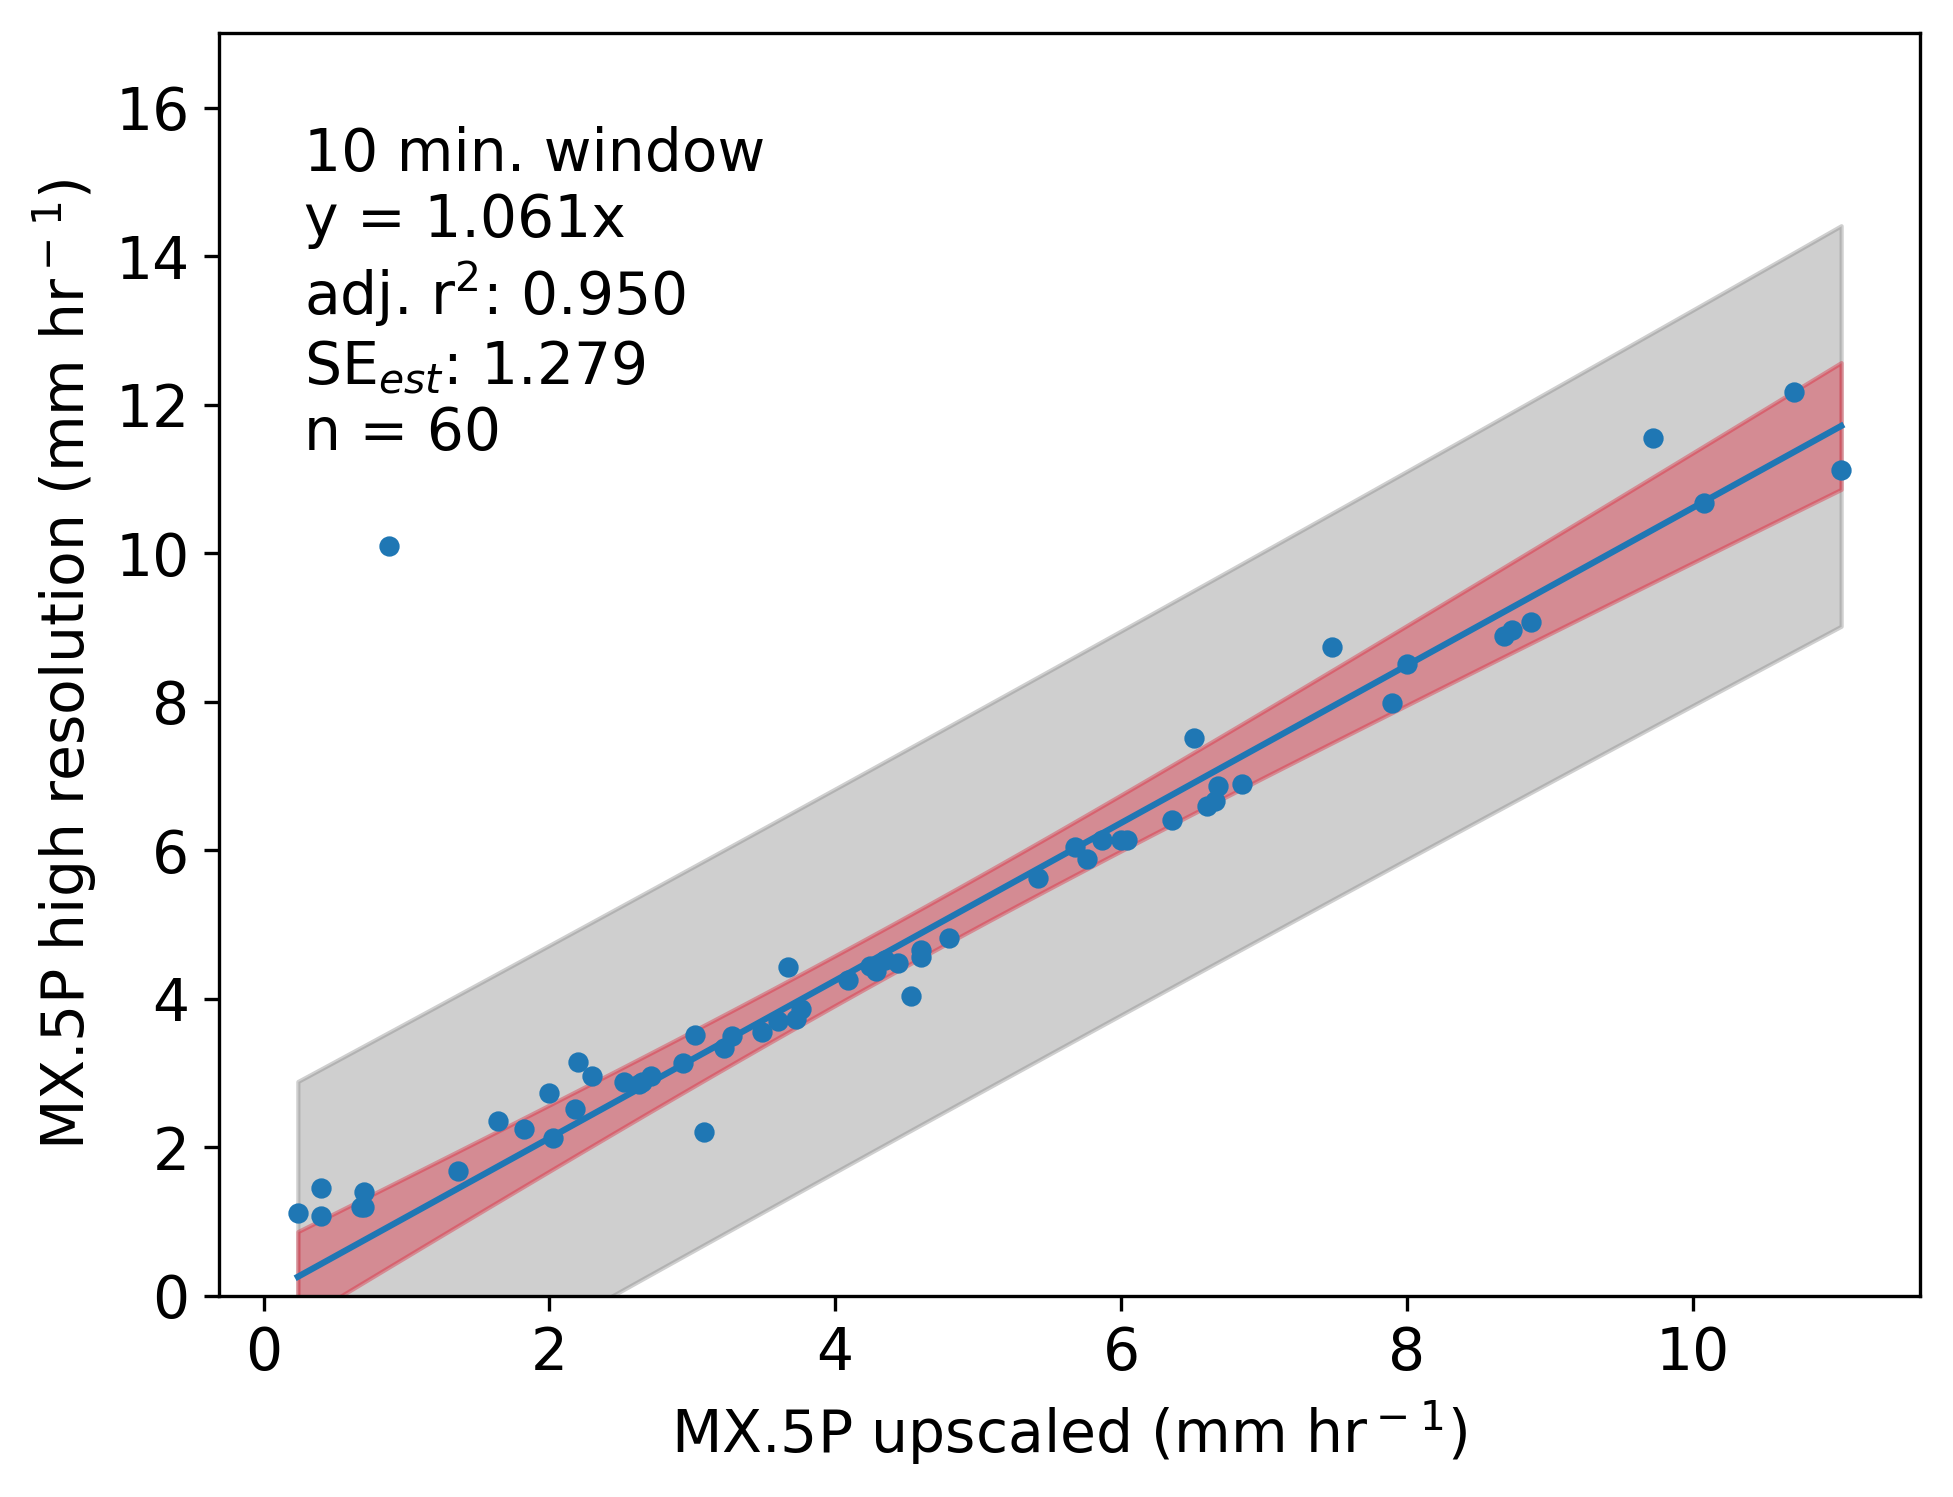 16
14
12
10
8
6
4
2
0
MX.5P high resolution (mm hr⁻¹)
10 min. window
y = 1.061x
adj. r²: 0.950
SEest: 1.279
n = 60
0 2 4 6 8 10
MX.5P upscaled (mm hr⁻¹)